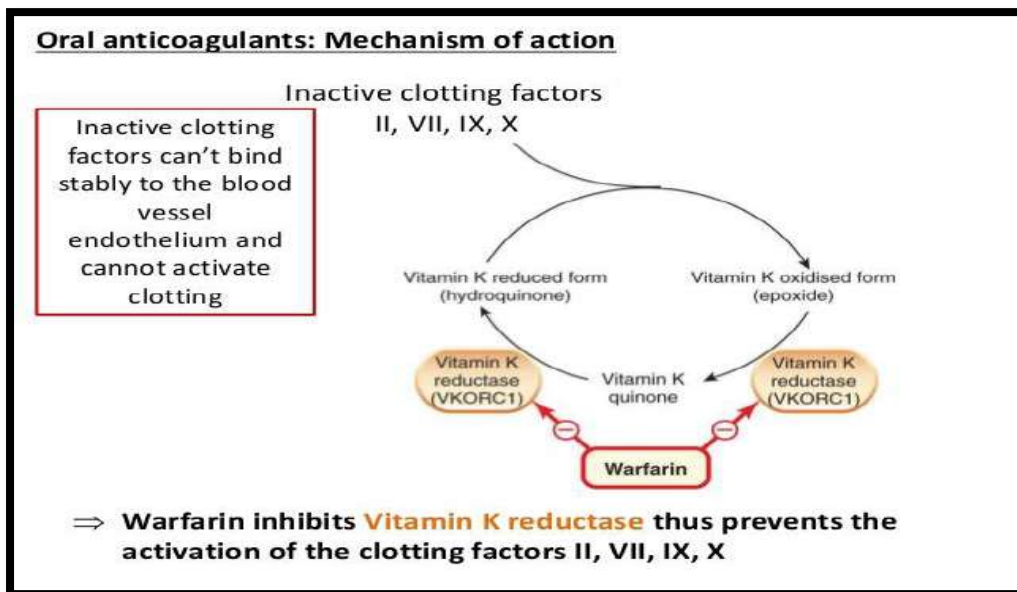 Oral anticoagulants: Mechanism of action
Inactive clotting factors
II, VII, IX, X
Inactive clotting
factors can't bind
stably to the blood
vessel
endothelium and
cannot activate
clotting
Vitamin K reduced form
(hydroquinone)
Vitamin K oxidised form
(epoxide)
Vitamin K
reductase
(VKORC1)
Vitamin K
quinone
Vitamin K
reductase
(VKORC1)
Warfarin
⇒ Warfarin inhibits Vitamin K reductase thus prevents the
activation of the clotting factors II, VII, IX, X